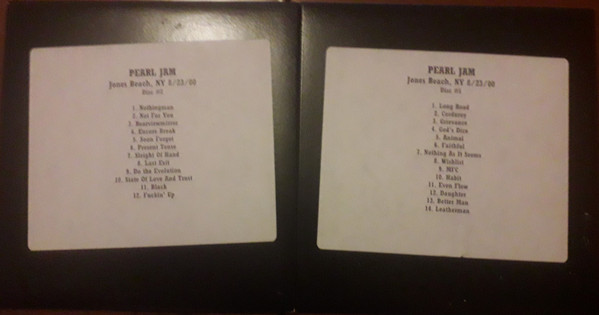 PEARL JAM
Jones Beach, NY 8/23/00
Disc #2
1. Nothingman
2. Not For You
3. Rearviewmirror
4. Encore Break
5. Soon Forget
6. Present Tense
7. Sleight Of Hand
8. Last Exit
9. Do the Evolution
10. State Of Love And Trust
11. Black
12. Fuckin' Up
PEARL JAM
Jones Beach, NY 8/23/00
Disc #1
1. Long Road
2. Corduroy
3. Grievance
4. God's Dice
5. Animal
6. Faithful
7. Nothing As It Seems
8. Wishlist
9. MFC
10. Habit
11. Even Flow
12. Daughter
13. Better Man
14. Leatherman